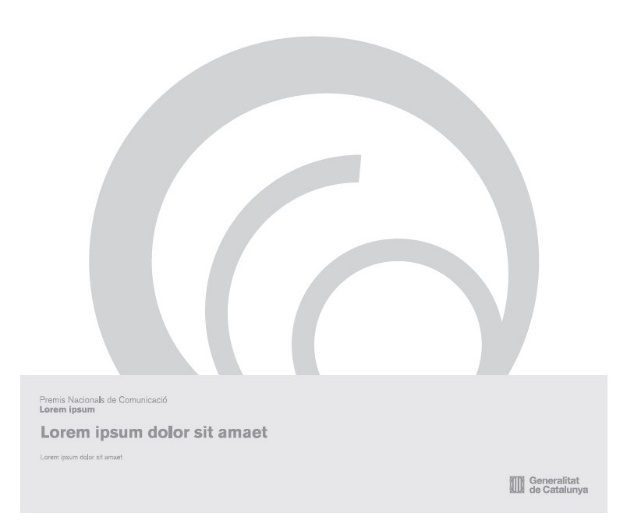 Premis Nacionals de Comunicació
Lorem ipsum
Lorem ipsum dolor sit amaet
Lorem ipsum dolor sit amaet
Generalitat
de Catalunya